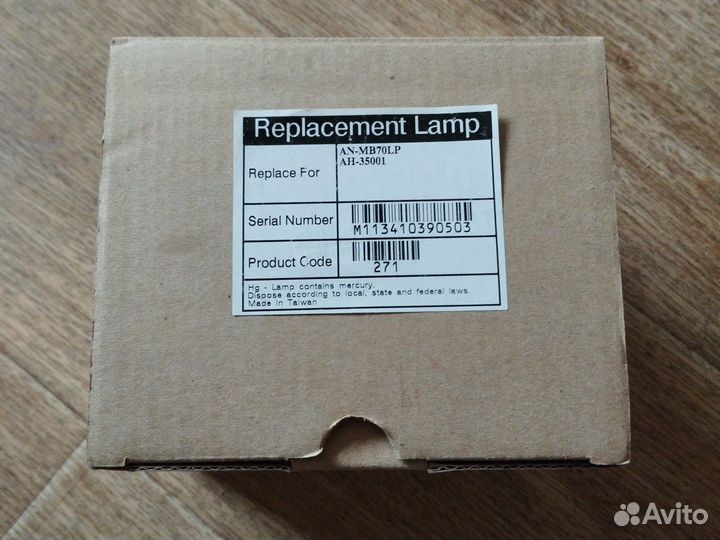 Replacement Lamp
Replace For
AN-MB70LP
AH-35001
Serial Number
M113410390503
Product Code
271
Hg - Lamp contains mercury.
Dispose according to local, state and federal laws.
Made In Taiwan
Avito